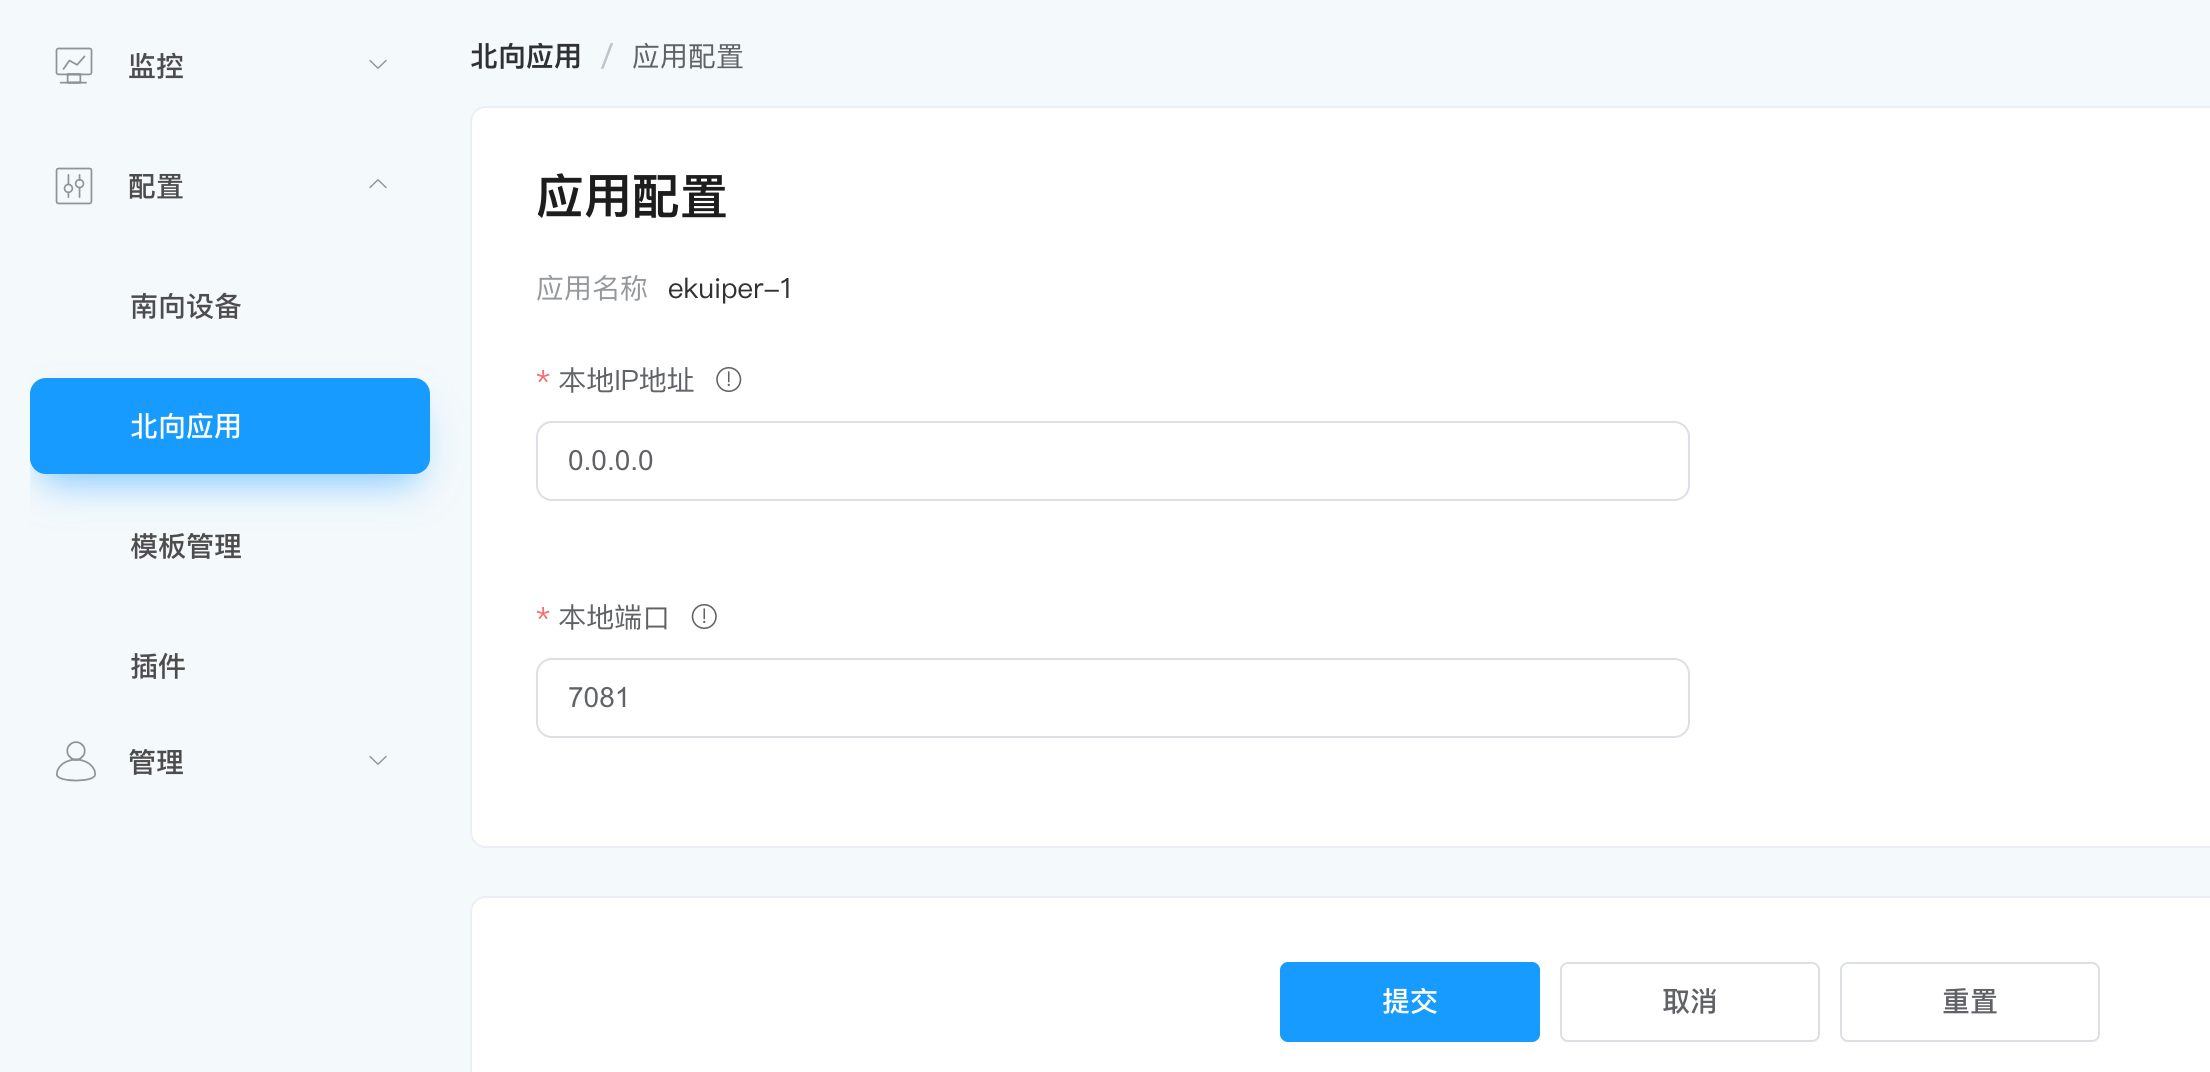 监控
配置
南向设备
北向应用
模板管理
插件
管理
北向应用 / 应用配置
应用配置
应用名称 ekuiper-1
* 本地IP地址
0.0.0.0
* 本地端口
7081
提交 取消 重置